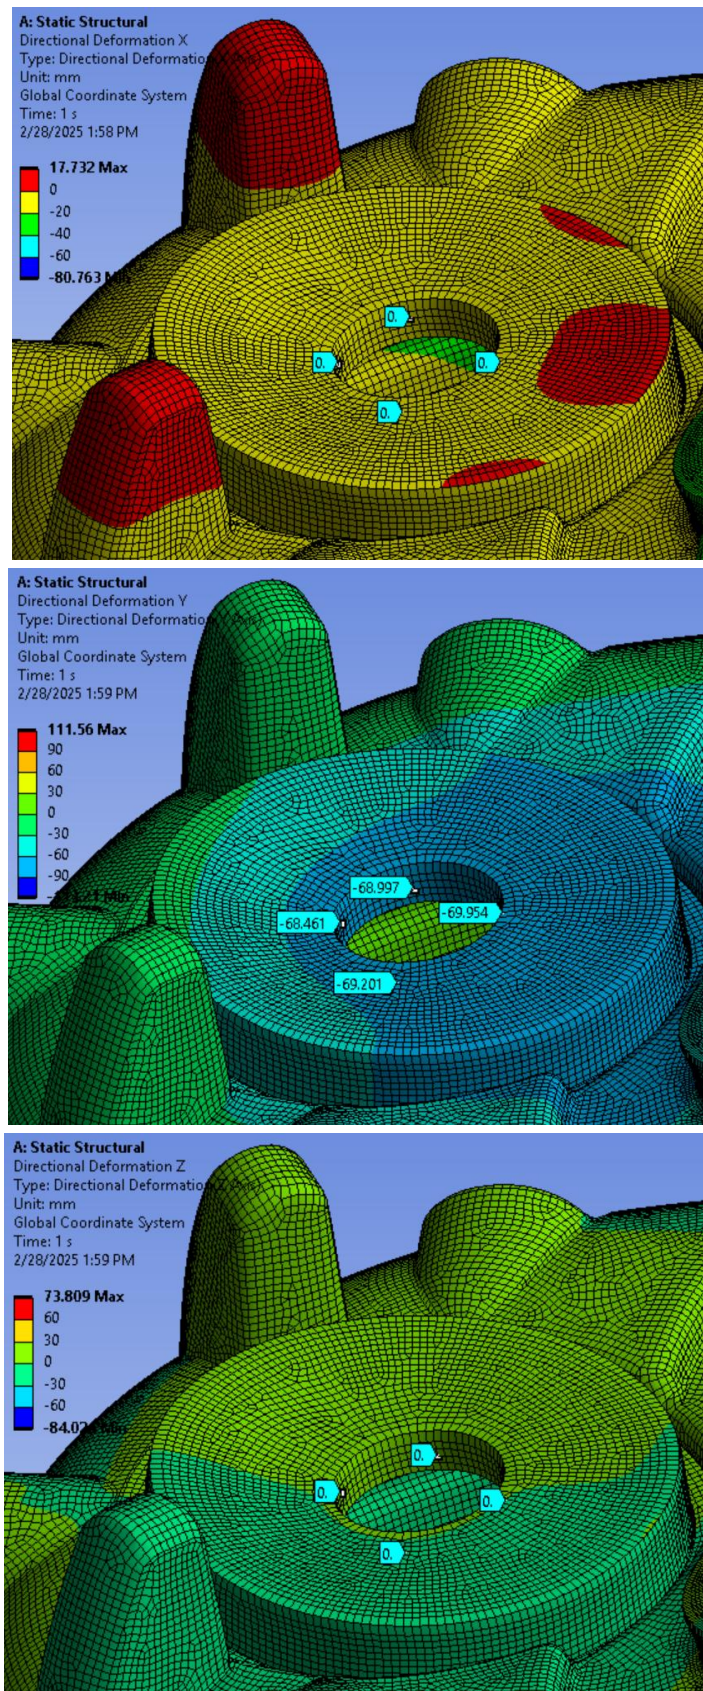 A: Static Structural
Directional Deformation X
Type: Directional Deformation
Unit: mm
Global Coordinate System
Time: 1 s
2/28/2025 1:58 PM
17.732 Max
0
-20
-40
-60
-80.763
0.
0.
0.
0.
A: Static Structural
Directional Deformation Y
Type: Directional Deformation
Unit: mm
Global Coordinate System
Time: 1 s
2/28/2025 1:59 PM
111.56 Max
90
60
30
0
-30
-60
-90
-68.997
-69.954
-68.461
-69.201
A: Static Structural
Directional Deformation Z
Type: Directional Deformation
Unit: mm
Global Coordinate System
Time: 1 s
2/28/2025 1:59 PM
73.809 Max
60
30
0
-30
-60
0.
0.
0.
0.